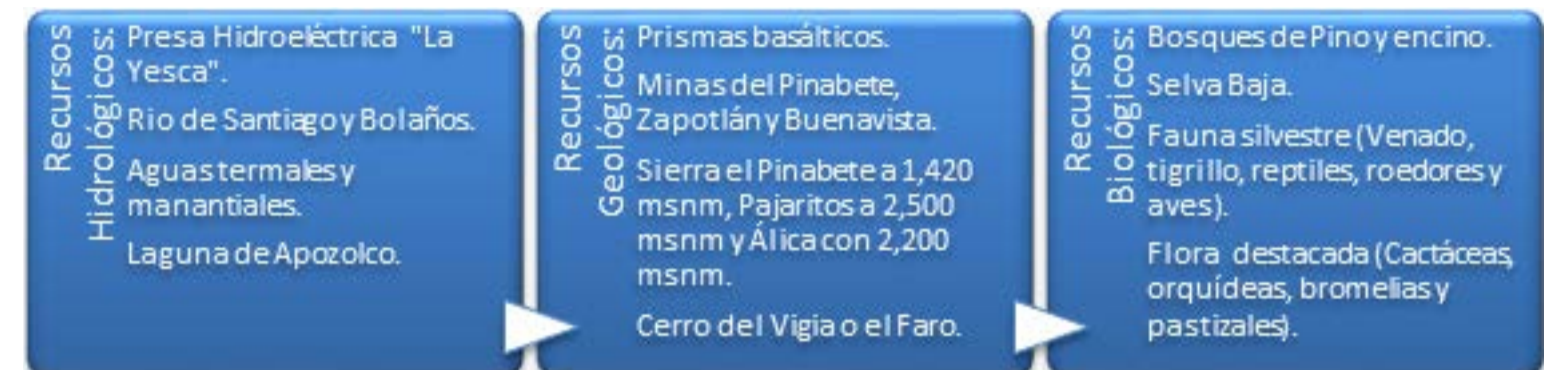 Recursos
Hidrológicos:
Presa Hidroeléctrica "La
Yesca".
Rio de Santiago y Bolaños.
Aguas termales y
manantiales.
Laguna de Apozolco.
Recursos
Geológicos:
Prismas basálticos.
Minas del Pinabete,
Zapotlán y Buenavista.
Sierra el Pinabete a 1,420
msnm, Pajaritos a 2,500
msnm y Álica con 2,200
msnm.
Cerro del Vigia o el Faro.
Recursos
Biológicos:
Bosques de Pino y encino.
Selva Baja.
Fauna silvestre (Venado,
tigrillo, reptiles, roedores y
aves).
Flora destacada (Cactáceas,
orquídeas, bromelias y
pastizales).